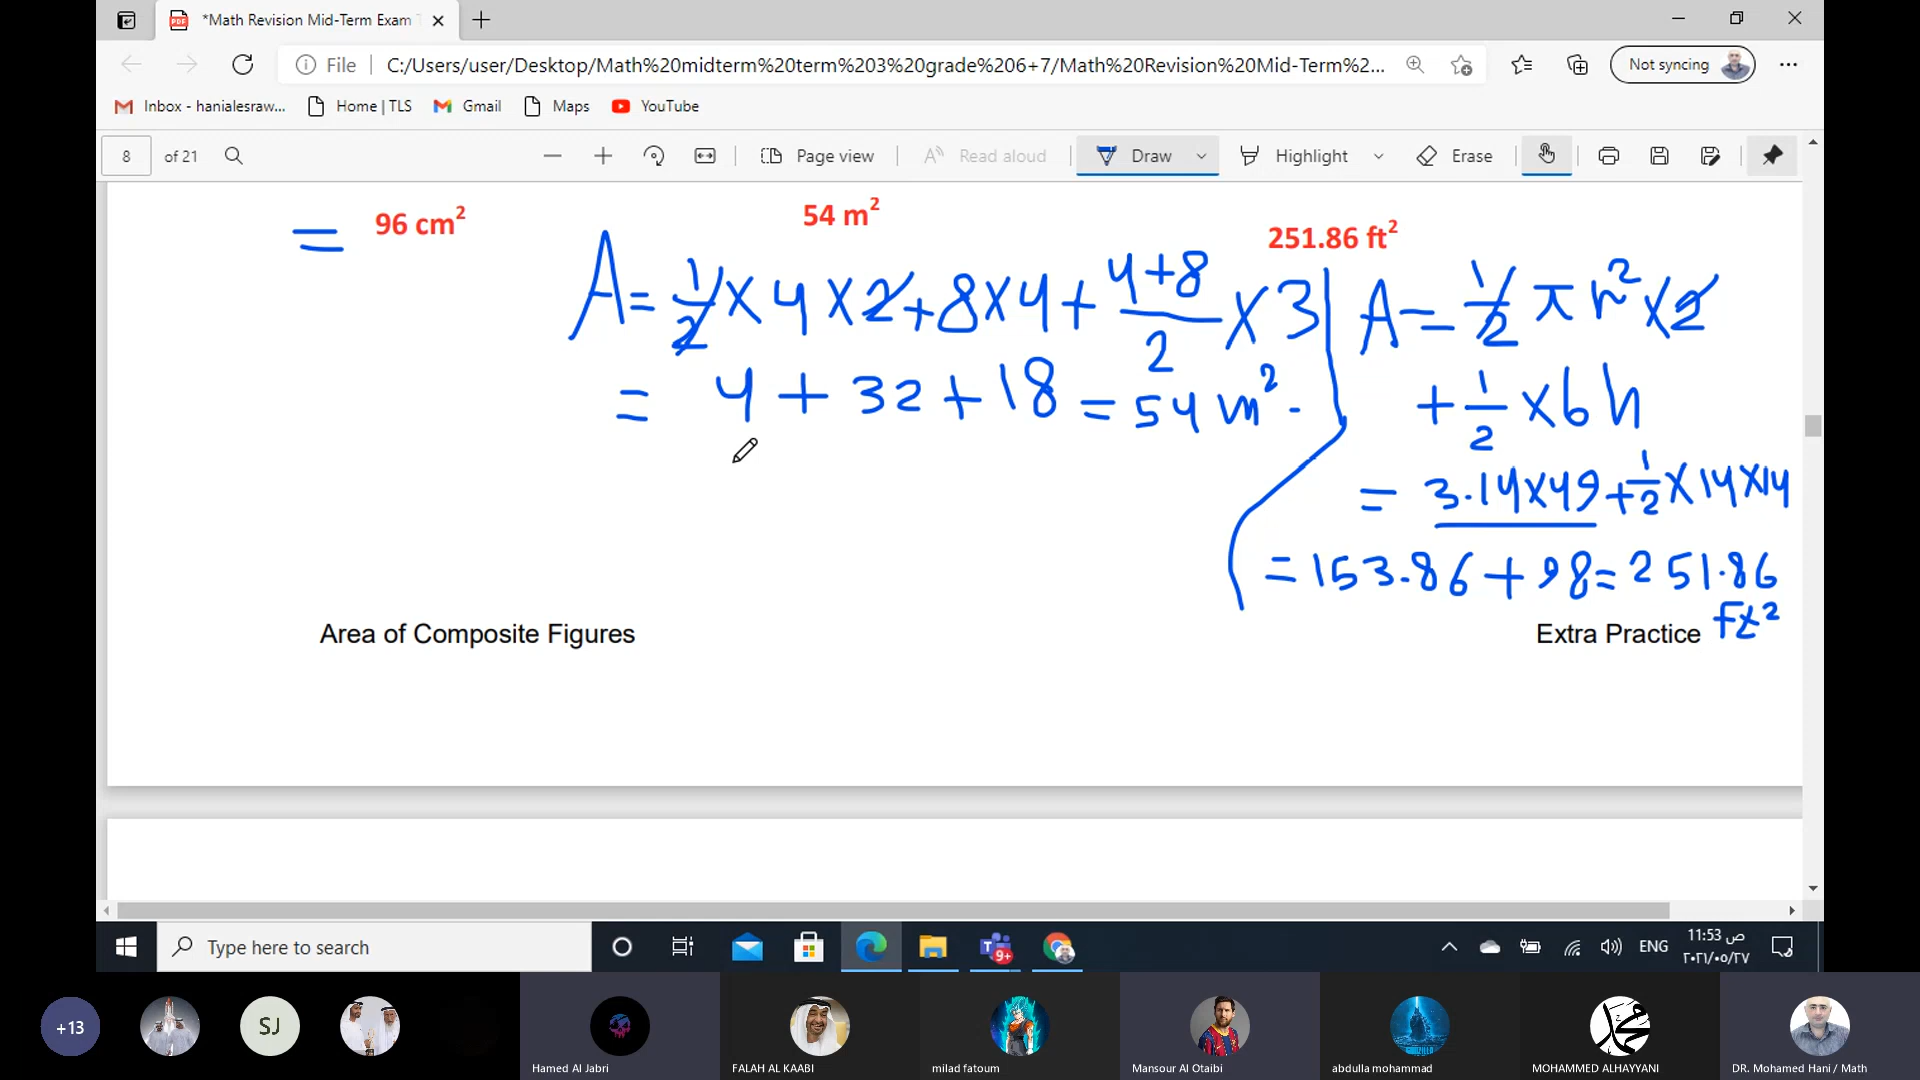 *Math Revision Mid-Term Exam T
File C:/Users/user/Desktop/Math%20midterm%20term%203%20grade%206+7/Math%20Revision%20Mid-Term%2... Not syncing
Inbox - hanialesraw... Home | TLS Gmail Maps YouTube
8 of 21 Page view Read aloud Draw Highlight Erase
= 96 cm² 54 m² 251.86 ft²
A = 1/2 × 4 × 2 + 8 × 4 + (4+8)/2 × 3
= 4 + 32 + 18 = 54 m².
A = 1/2 π r² × 2
+ 1/2 × b h
= 3.14 × 49 + 1/2 × 14 × 14
= 153.86 + 98 = 251.86
Ft²
Area of Composite Figures Extra Practice
Type here to search 9+ ENG 11:53 ص
٢٠٢١/٠٥/٢٧
+13 SJ Hamed Al Jabri FALAH AL KAABI milad fatoum Mansour Al Otaibi abdulla mohammad MOHAMMED ALHAYYANI DR. Mohamed Hani / Math